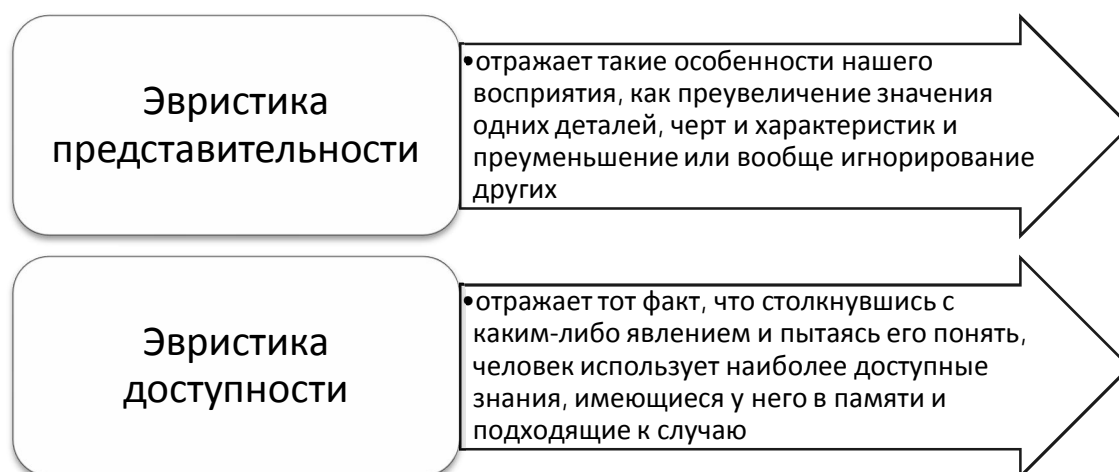 Эвристика
представительности
•отражает такие особенности нашего
восприятия, как преувеличение значения
одних деталей, черт и характеристик и
преуменьшение или вообще игнорирование
других
Эвристика
доступности
•отражает тот факт, что столкнувшись с
каким-либо явлением и пытаясь его понять,
человек использует наиболее доступные
знания, имеющиеся у него в памяти и
подходящие к случаю